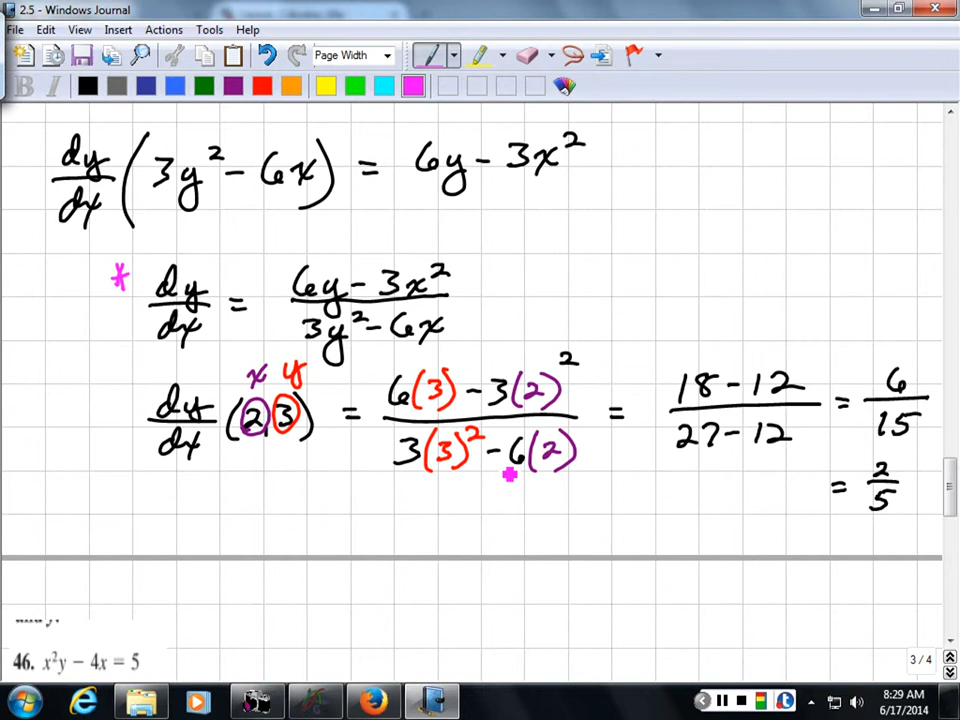 2.5 - Windows Journal
File Edit View Insert Actions Tools Help
Page Width
B I
dy/dx (3y² - 6x) = 6y - 3x²
* dy/dx = (6y - 3x²)/(3y² - 6x)
x y
dy/dx (2,3) = (6(3) - 3(2)²)/(3(3)² - 6(2)) = (18 - 12)/(27 - 12) = 6/15
= 2/5
46. x²y - 4x = 5
3 / 4
8:29 AM
6/17/2014